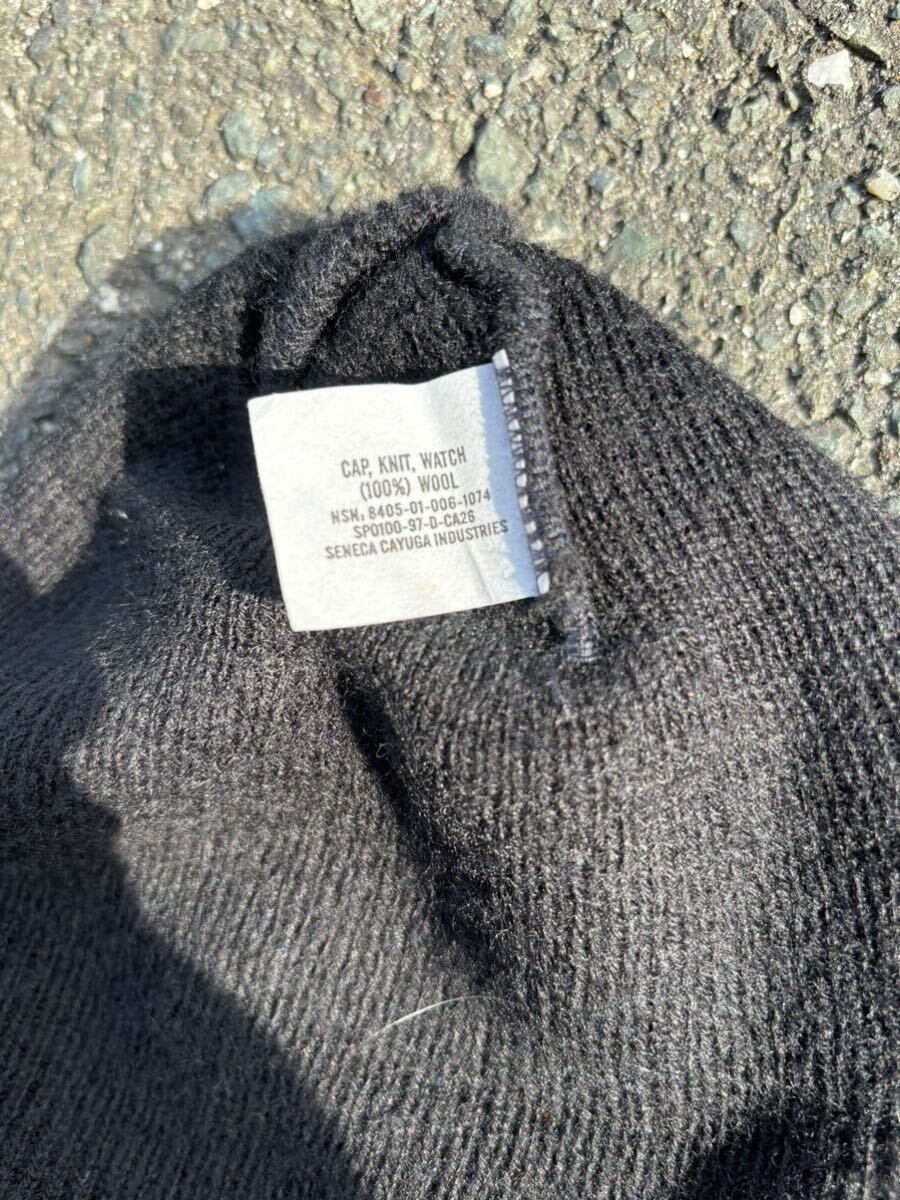 CAP, KNIT, WATCH
(100%) WOOL
NSN: 8405-01-006-1074
SP0100-97-D-CA26
SENECA CAYUGA INDUSTRIES